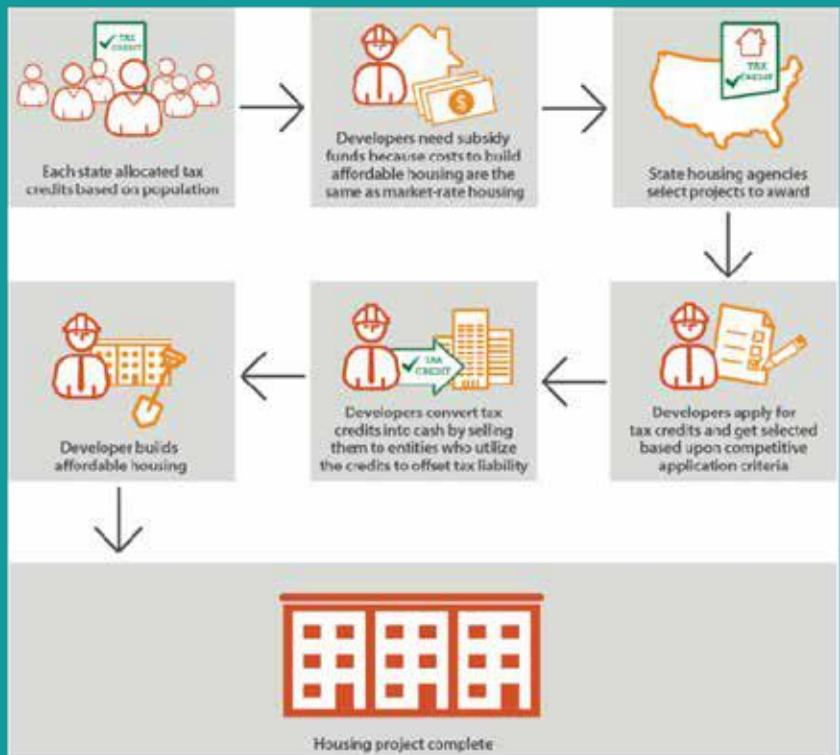 TAX
CREDIT
Each state allocated tax
credits based on population
$
Developers need subsidy
funds because costs to build
affordable housing are the
same as market-rate housing
TAX
CREDIT
State housing agencies
select projects to award
Developers apply for
tax credits and get selected
based upon competitive
application criteria
TAX
CREDIT
Developers convert tax
credits into cash by selling
them to entities who utilize
the credits to offset tax liability
Developer builds
affordable housing
Housing project complete